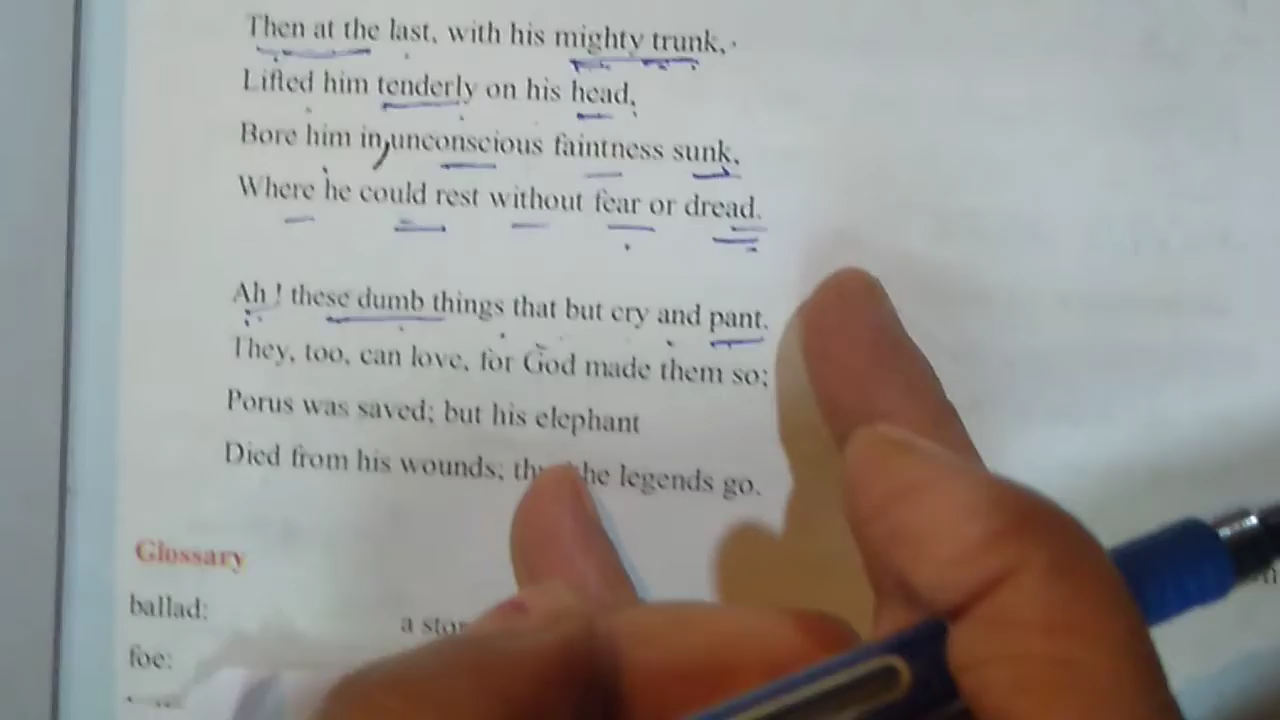 Then at the last, with his mighty trunk,
Lifted him tenderly on his head,
Bore him in unconscious faintness sunk,
Where he could rest without fear or dread.
Ah ! these dumb things that but cry and pant.
They, too, can love, for God made them so;
Porus was saved; but his elephant
Died from his wounds; the legends go.
Glossary
ballad:
a
foe: